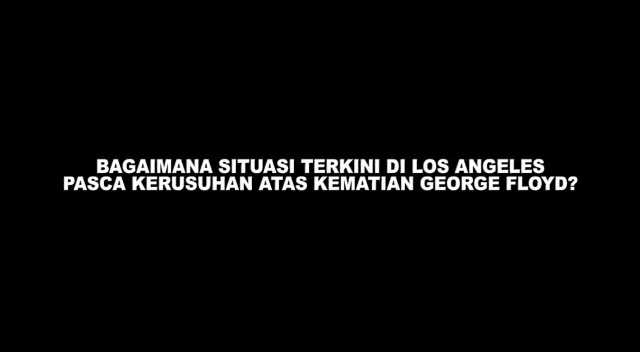 BAGAIMANA SITUASI TERKINI DI LOS ANGELES
PASCA KERUSUHAN ATAS KEMATIAN GEORGE FLOYD?